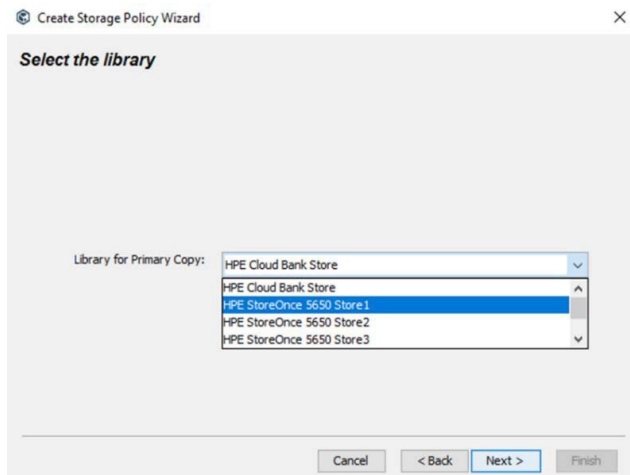 Create Storage Policy Wizard
Select the library
Library for Primary Copy: HPE Cloud Bank Store
HPE Cloud Bank Store
HPE StoreOnce 5650 Store1
HPE StoreOnce 5650 Store2
HPE StoreOnce 5650 Store3
Cancel < Back Next > Finish